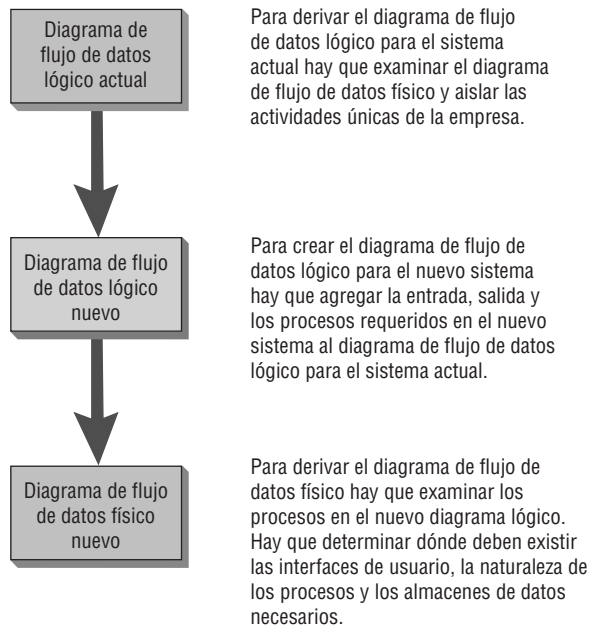 Diagrama de
flujo de datos
lógico actual
Para derivar el diagrama de flujo
de datos lógico para el sistema
actual hay que examinar el diagrama
de flujo de datos físico y aislar las
actividades únicas de la empresa.
Diagrama de flujo
de datos lógico
nuevo
Para crear el diagrama de flujo de
datos lógico para el nuevo sistema
hay que agregar la entrada, salida y
los procesos requeridos en el nuevo
sistema al diagrama de flujo de datos
lógico para el sistema actual.
Diagrama de flujo
de datos físico
nuevo
Para derivar el diagrama de flujo de
datos físico hay que examinar los
procesos en el nuevo diagrama lógico.
Hay que determinar dónde deben existir
las interfaces de usuario, la naturaleza de
los procesos y los almacenes de datos
necesarios.